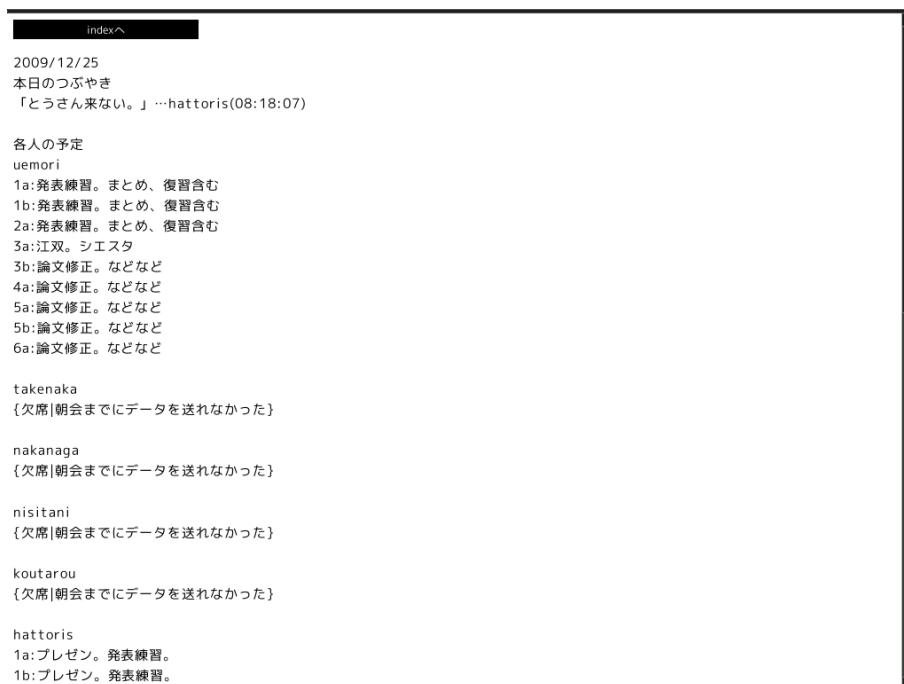 indexへ
2009/12/25
本日のつぶやき
「とうさん来ない。」…hattoris(08:18:07)
各人の予定
uemori
1a:発表練習。まとめ、復習含む
1b:発表練習。まとめ、復習含む
2a:発表練習。まとめ、復習含む
3a:江双。シエスタ
3b:論文修正。などなど
4a:論文修正。などなど
5a:論文修正。などなど
5b:論文修正。などなど
6a:論文修正。などなど
takenaka
{欠席|朝会までにデータを送れなかった}
nakanaga
{欠席|朝会までにデータを送れなかった}
nisitani
{欠席|朝会までにデータを送れなかった}
koutarou
{欠席|朝会までにデータを送れなかった}
hattoris
1a:プレゼン。発表練習。
1b:プレゼン。発表練習。